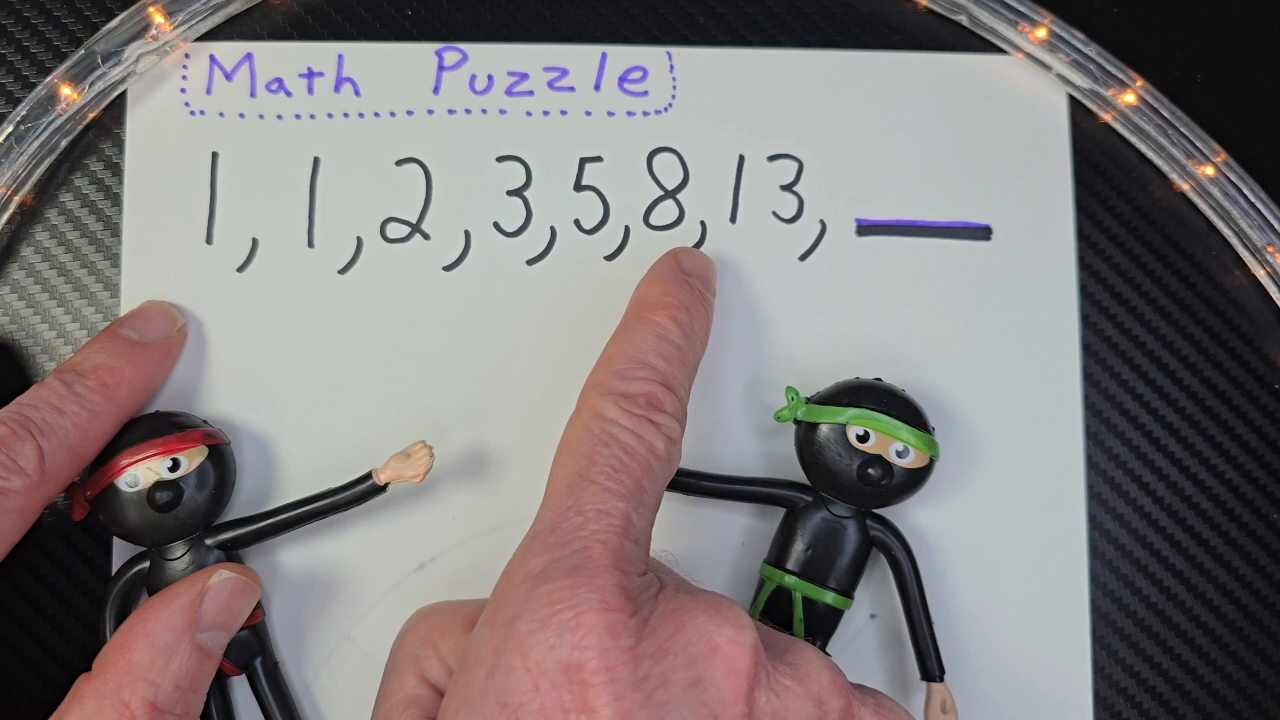 Math Puzzle
1, 1, 2, 3, 5, 8, 13, ___